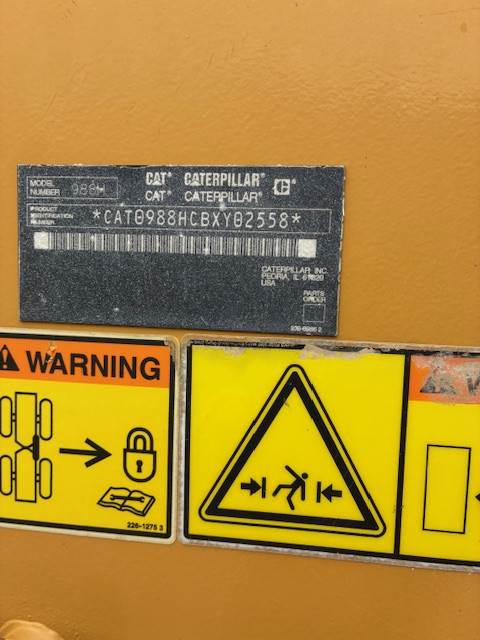 MODEL NUMBER 988H
CAT® CATERPILLAR®
CAT® CATERPILLAR®
PRODUCT IDENTIFICATION NUMBER *CAT0988HCBXY02558*
CATERPILLAR INC.
PEORIA, IL 61629
USA
PARTS ORDER
WARNING
226-1275 3